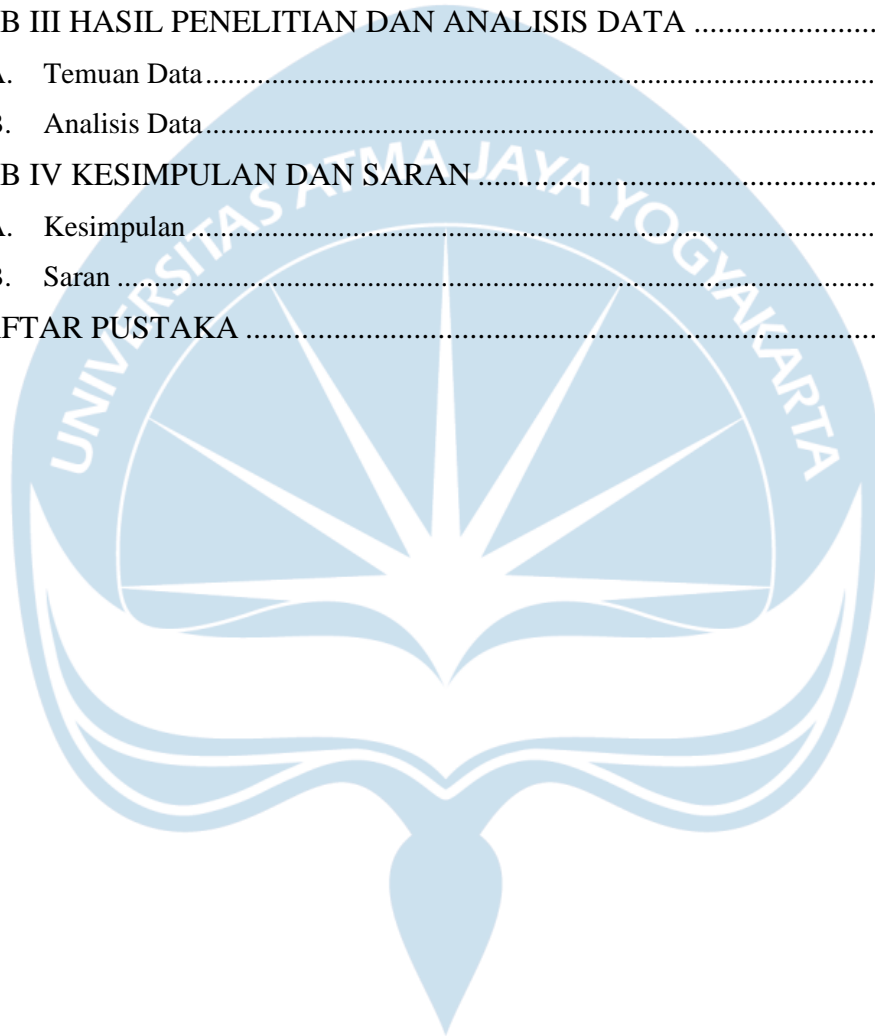 B III HASIL PENELITIAN DAN ANALISIS DATA ........................
A. Temuan Data........................
B. Analisis Data........................
B IV KESIMPULAN DAN SARAN ........................
A. Kesimpulan ........................
B. Saran ........................
FTAR PUSTAKA ........................
UNIVERSITAS ATMA JAYA YOGYAKARTA